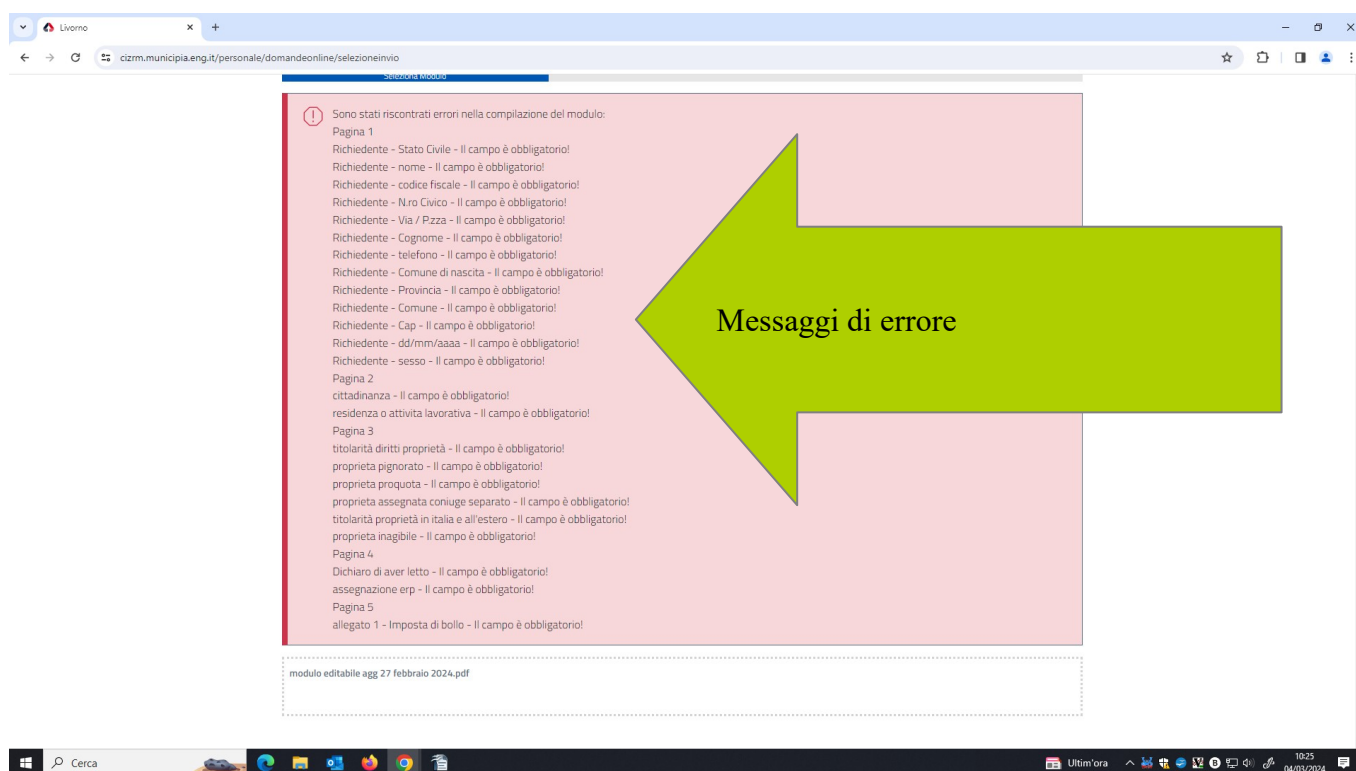 Livorno
cizrm.municipia.eng.it/personale/domandeonline/selezioneinvio
Seleziona Modulo
Sono stati riscontrati errori nella compilazione del modulo:
Pagina 1
Richiedente - Stato Civile - Il campo è obbligatorio!
Richiedente - nome - Il campo è obbligatorio!
Richiedente - codice fiscale - Il campo è obbligatorio!
Richiedente - N.ro Civico - Il campo è obbligatorio!
Richiedente - Via / P.zza - Il campo è obbligatorio!
Richiedente - Cognome - Il campo è obbligatorio!
Richiedente - telefono - Il campo è obbligatorio!
Richiedente - Comune di nascita - Il campo è obbligatorio!
Richiedente - Provincia - Il campo è obbligatorio!
Richiedente - Comune - Il campo è obbligatorio!
Richiedente - Cap - Il campo è obbligatorio!
Richiedente - dd/mm/aaaa - Il campo è obbligatorio!
Richiedente - sesso - Il campo è obbligatorio!
Pagina 2
cittadinanza - Il campo è obbligatorio!
residenza o attivita lavorativa - Il campo è obbligatorio!
Pagina 3
titolarità diritti proprietà - Il campo è obbligatorio!
proprieta pignorato - Il campo è obbligatorio!
proprieta proquota - Il campo è obbligatorio!
proprieta assegnata coniuge separato - Il campo è obbligatorio!
titolarità proprietà in italia e all'estero - Il campo è obbligatorio!
proprieta inagibile - Il campo è obbligatorio!
Pagina 4
Dichiaro di aver letto - Il campo è obbligatorio!
assegnazione erp - Il campo è obbligatorio!
Pagina 5
allegato 1 - Imposta di bollo - Il campo è obbligatorio!
Messaggi di errore
modulo editabile agg 27 febbraio 2024.pdf
Cerca
Ultim'ora
10:25
04/03/2024